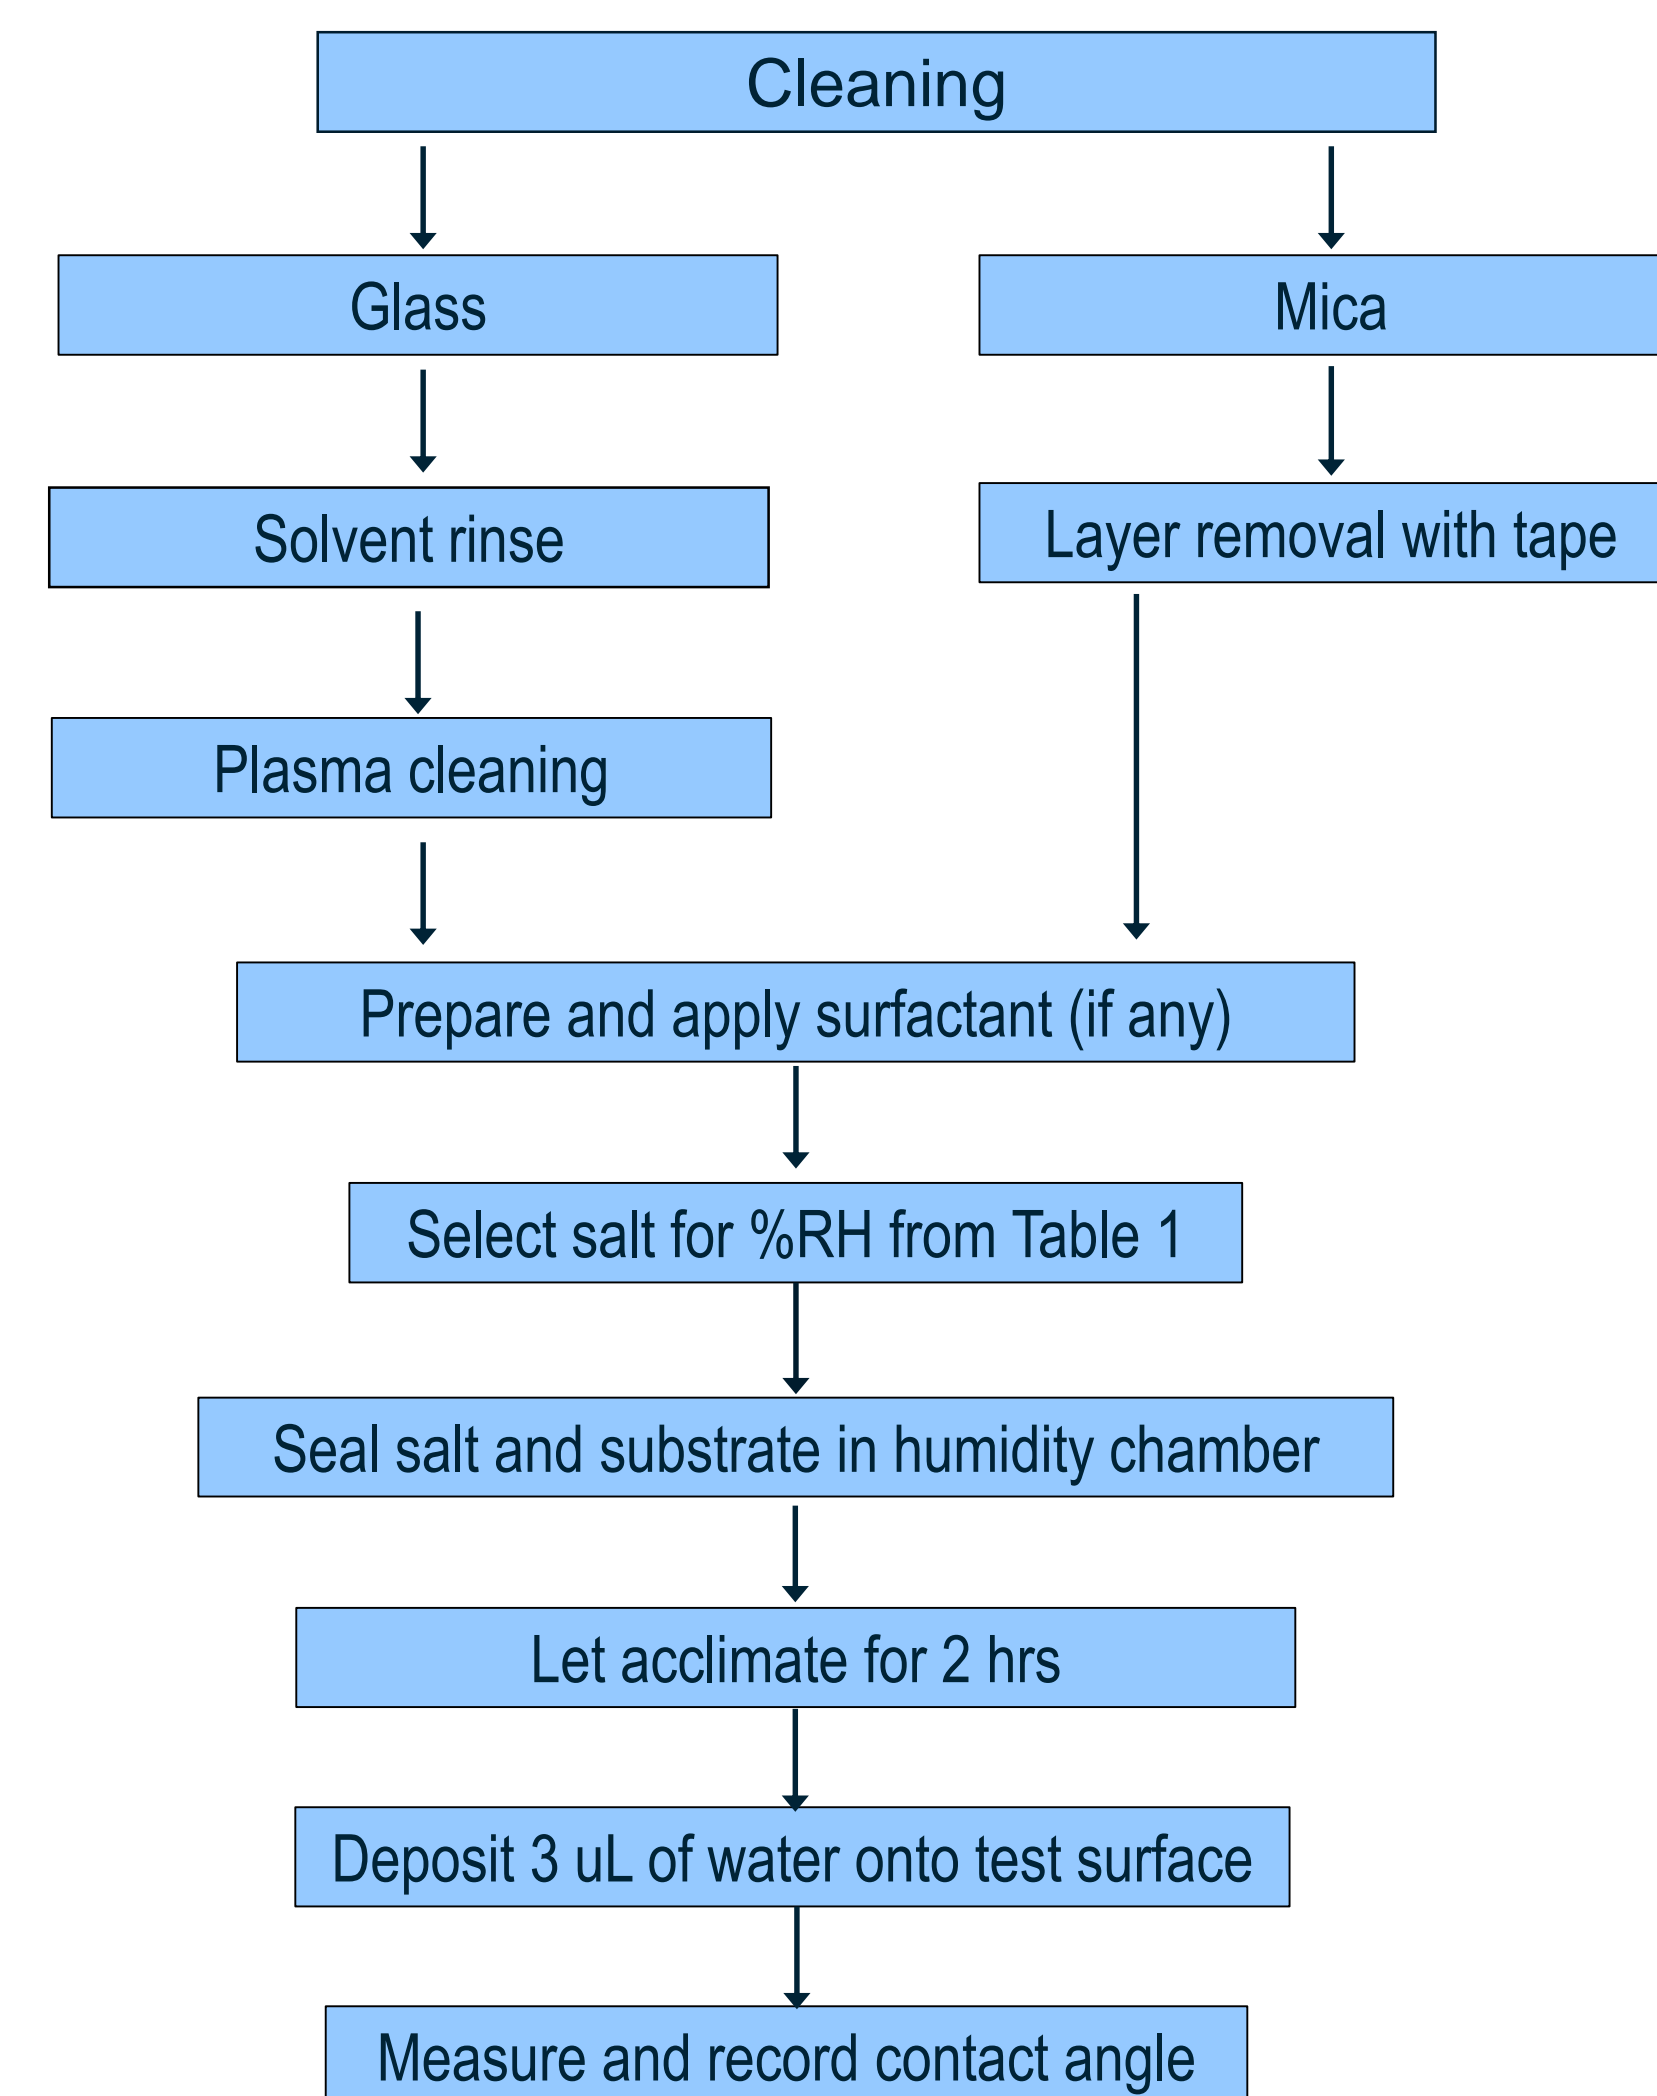 Cleaning
Glass
Mica
Solvent rinse
Layer removal with tape
Plasma cleaning
Prepare and apply surfactant (if any)
Select salt for %RH from Table 1
Seal salt and substrate in humidity chamber
Let acclimate for 2 hrs
Deposit 3 uL of water onto test surface
Measure and record contact angle